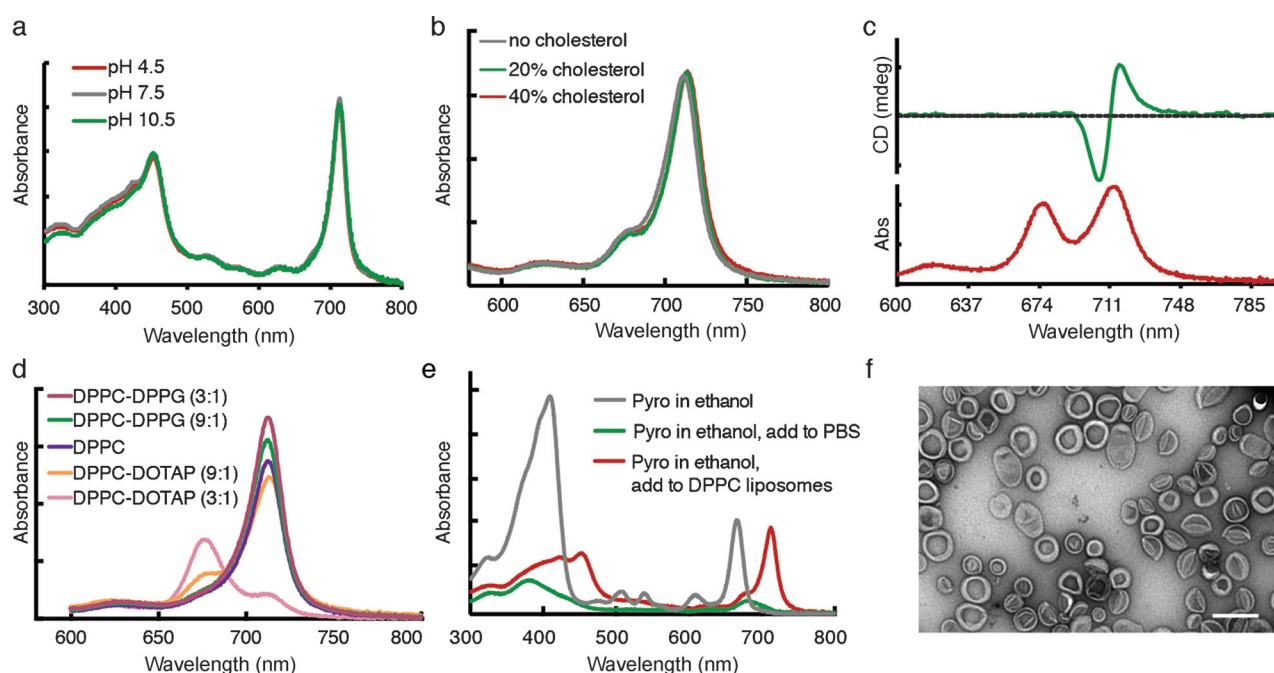 a
pH 4.5
pH 7.5
pH 10.5
Absorbance
300 400 500 600 700 800
Wavelength (nm)
b
no cholesterol
20% cholesterol
40% cholesterol
Absorbance
600 650 700 750 800
Wavelength (nm)
c
CD (mdeg)
Abs
600 637 674 711 748 785
Wavelength (nm)
d
DPPC-DPPG (3:1)
DPPC-DPPG (9:1)
DPPC
DPPC-DOTAP (9:1)
DPPC-DOTAP (3:1)
Absorbance
600 650 700 750 800
Wavelength (nm)
e
Pyro in ethanol
Pyro in ethanol, add to PBS
Pyro in ethanol,
add to DPPC liposomes
Absorbance
300 400 500 600 700 800
Wavelength (nm)
f